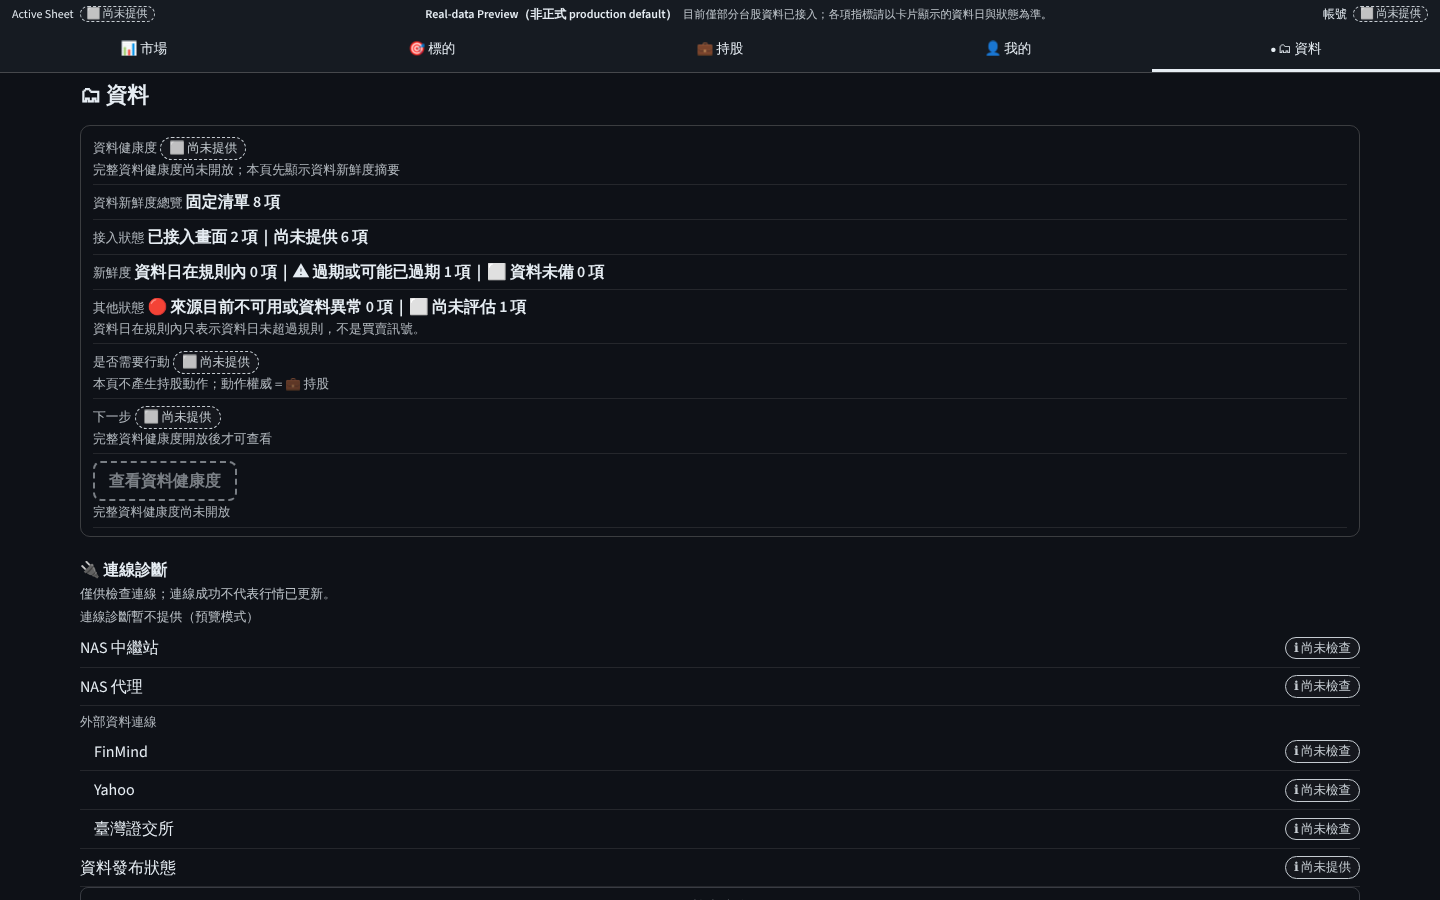 Active Sheet ⬜ 尚未提供
Real-data Preview（非正式 production default） 目前僅部分台股資料已接入；各項指標請以卡片顯示的資料日與狀態為準。
帳號 ⬜ 尚未提供
📊 市場
🎯 標的
💼 持股
👤 我的
• 🗂 資料
🗂 資料
資料健康度 ⬜ 尚未提供
完整資料健康度尚未開放；本頁先顯示資料新鮮度摘要
資料新鮮度總覽 固定清單 8 項
接入狀態 已接入畫面 2 項｜尚未提供 6 項
新鮮度 資料日在規則內 0 項｜⚠ 過期或可能已過期 1 項｜⬜ 資料未備 0 項
其他狀態 🔴 來源目前不可用或資料異常 0 項｜⬜ 尚未評估 1 項
資料日在規則內只表示資料日未超過規則，不是買賣訊號。
是否需要行動 ⬜ 尚未提供
本頁不產生持股動作；動作權威＝💼 持股
下一步 ⬜ 尚未提供
完整資料健康度開放後才可查看
查看資料健康度
完整資料健康度尚未開放
🔌 連線診斷
僅供檢查連線；連線成功不代表行情已更新。
連線診斷暫不提供（預覽模式）
NAS 中繼站 ℹ 尚未檢查
NAS 代理 ℹ 尚未檢查
外部資料連線
FinMind ℹ 尚未檢查
Yahoo ℹ 尚未檢查
臺灣證交所 ℹ 尚未檢查
資料發布狀態 ℹ 尚未提供